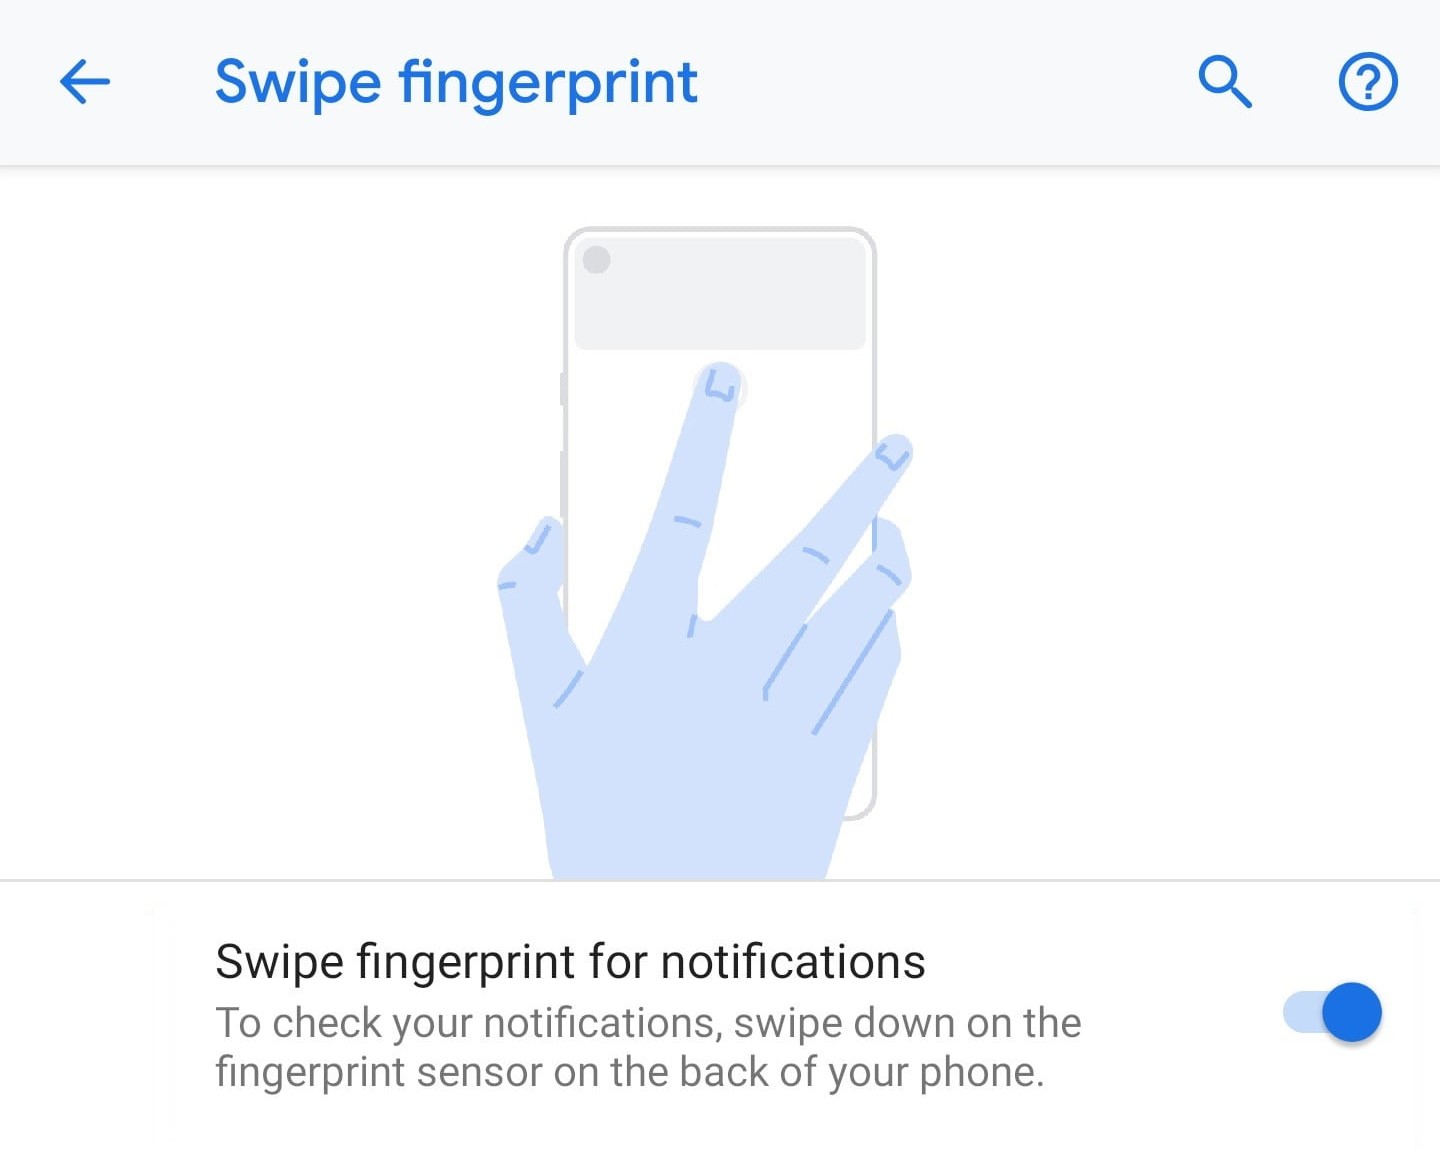 Swipe fingerprint
Swipe fingerprint for notifications
To check your notifications, swipe down on the
fingerprint sensor on the back of your phone.